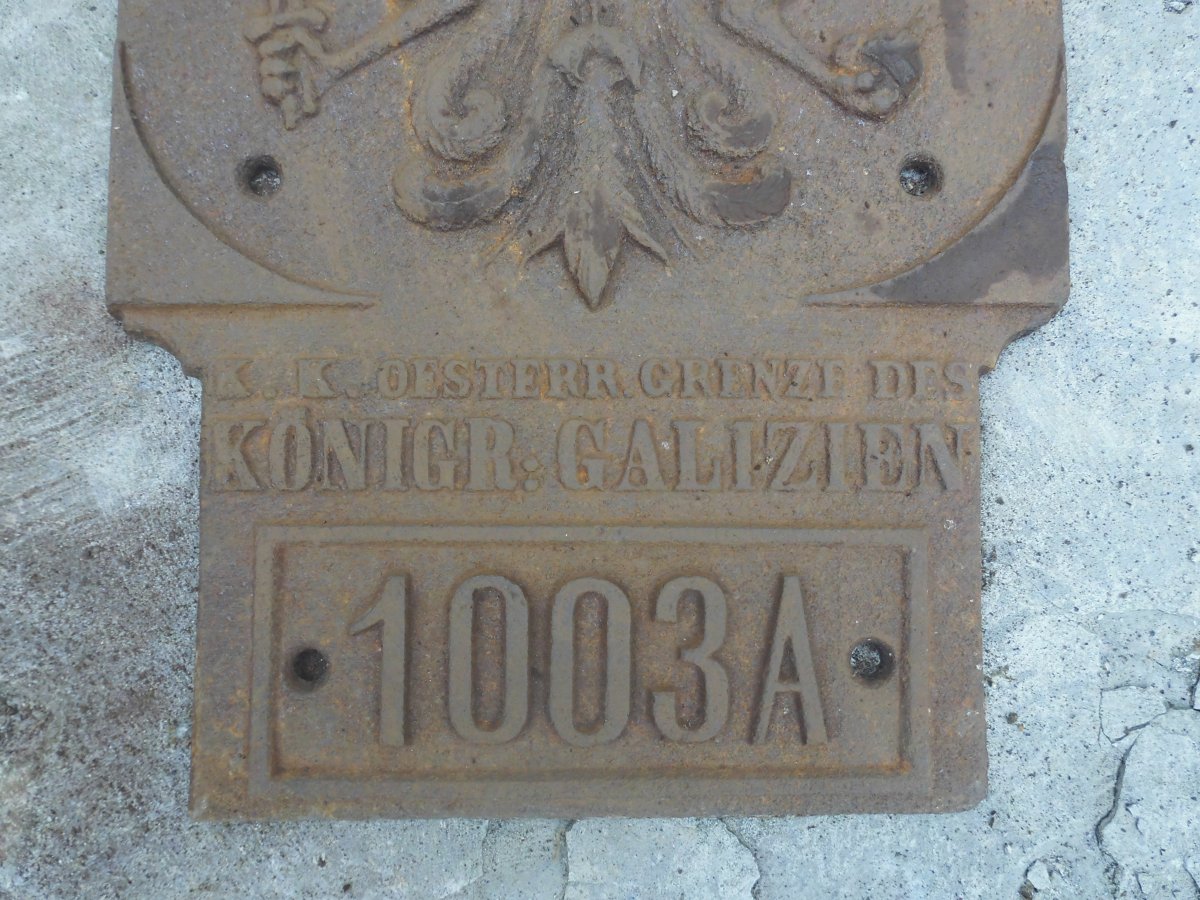 K. K. OESTERR. GRENZE DES
KÖNIGR: GALIZIEN
1003A